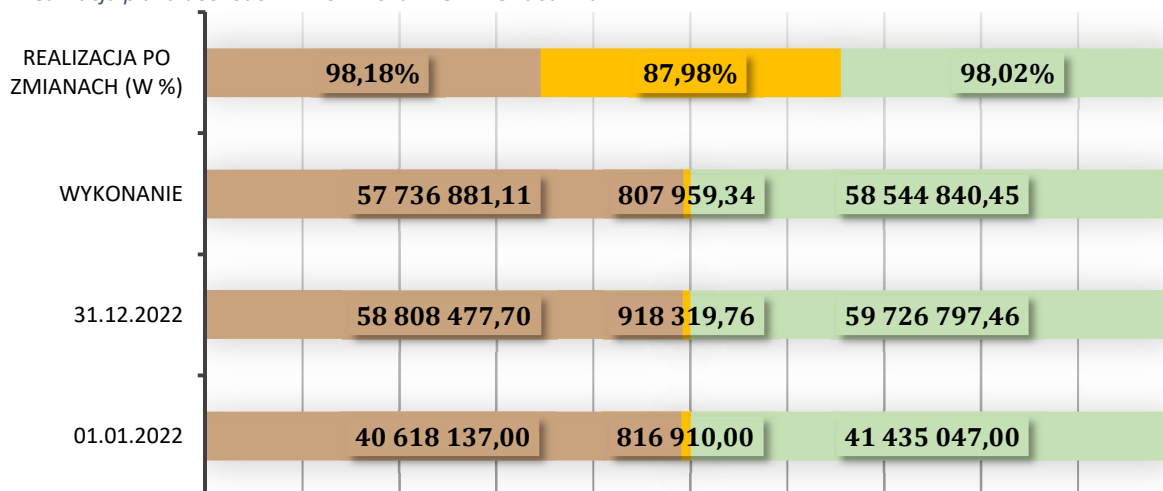 REALIZACJA PO
ZMIANACH (W %)
98,18% 87,98% 98,02%
WYKONANIE 57 736 881,11 807 959,34 58 544 840,45
31.12.2022 58 808 477,70 918 319,76 59 726 797,46
01.01.2022 40 618 137,00 816 910,00 41 435 047,00